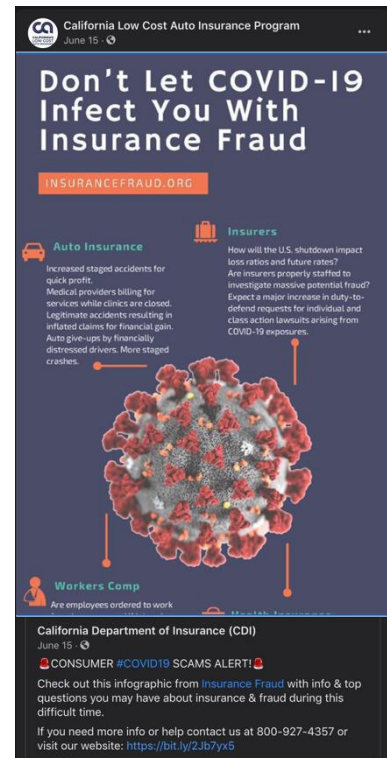 California Low Cost Auto Insurance Program
June 15 ·
Don't Let COVID-19
Infect You With
Insurance Fraud
INSURANCEFRAUD.ORG
Auto Insurance
Increased staged accidents for
quick profit.
Medical providers billing for
services while clinics are closed.
Legitimate accidents resulting in
inflated claims for financial gain.
Auto give-ups by financially
distressed drivers. More staged
crashes.
Insurers
How will the U.S. shutdown impact
loss ratios and future rates?
Are insurers properly staffed to
investigate massive potential fraud?
Expect a major increase in duty-to-
defend requests for individual and
class action lawsuits arising from
COVID-19 exposures.
Workers Comp
Are employees ordered to work
Health Insurance
California Department of Insurance (CDI)
June 15 ·
🚨CONSUMER #COVID19 SCAMS ALERT!🚨
Check out this infographic from Insurance Fraud with info & top
questions you may have about insurance & fraud during this
difficult time.
If you need more info or help contact us at 800-927-4357 or
visit our website: https://bit.ly/2Jb7yx5